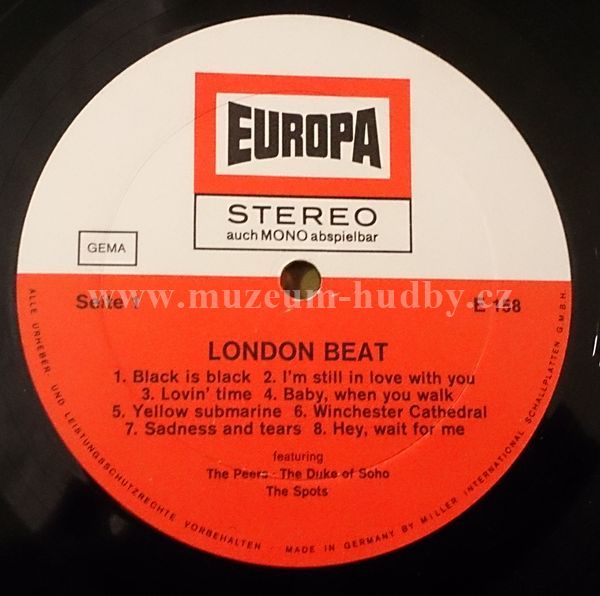 EUROPA
STEREO
auch MONO abspielbar
GEMA
www.muzeum-hudby.cz
Seite 1
E 158
LONDON BEAT
1. Black is black 2. I'm still in love with you
3. Lovin' time 4. Baby, when you walk
5. Yellow submarine 6. Winchester Cathedral
7. Sadness and tears 8. Hey, wait for me
featuring
The Peers · The Duke of Soho
The Spots
ALLE URHEBER- UND LEISTUNGSSCHUTZRECHTE VORBEHALTEN · MADE IN GERMANY BY MILLER INTERNATIONAL SCHALLPLATTEN G.M.B.H.